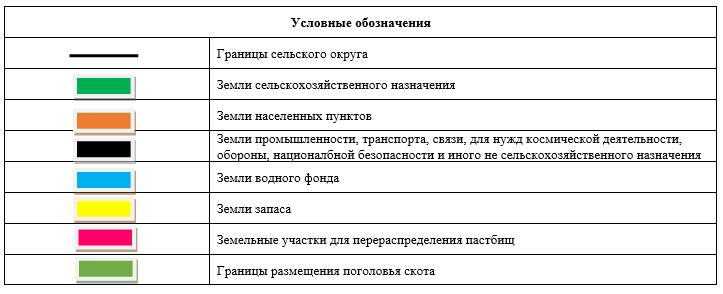 Условные обозначения
Границы сельского округа
Земли сельскохозяйственного назначения
Земли населенных пунктов
Земли промышленности, транспорта, связи, для нужд космической деятельности,
обороны, националбной безопасности и иного не сельскохозяйственного назначения
Земли водного фонда
Земли запаса
Земельные участки для перераспределения пастбищ
Границы размещения поголовья скота